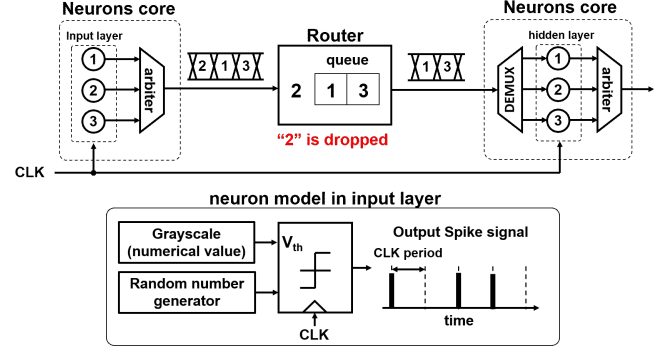 Neurons core
Input layer
1
2
3
arbiter
2 1 3
Router
queue
2 1 3
"2" is dropped
1 3
Neurons core
hidden layer
DEMUX
1
2
3
arbiter
CLK
neuron model in input layer
Grayscale
(numerical value)
Random number
generator
Vth
CLK
Output Spike signal
CLK period
time